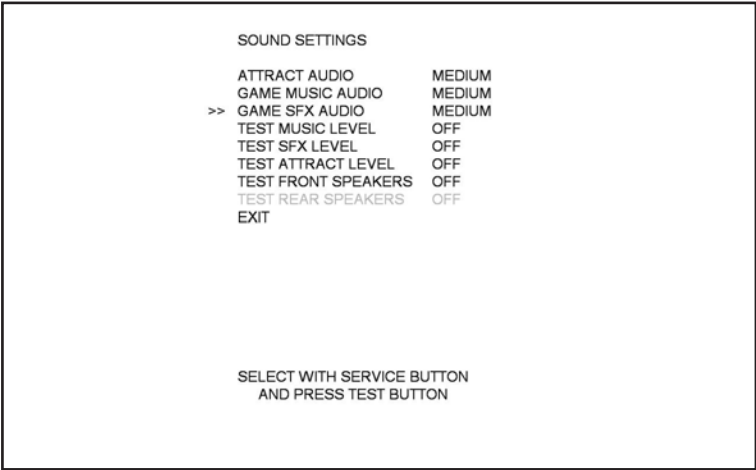 SOUND SETTINGS
ATTRACT AUDIO MEDIUM
GAME MUSIC AUDIO MEDIUM
>> GAME SFX AUDIO MEDIUM
TEST MUSIC LEVEL OFF
TEST SFX LEVEL OFF
TEST ATTRACT LEVEL OFF
TEST FRONT SPEAKERS OFF
TEST REAR SPEAKERS OFF
EXIT
SELECT WITH SERVICE BUTTON
AND PRESS TEST BUTTON